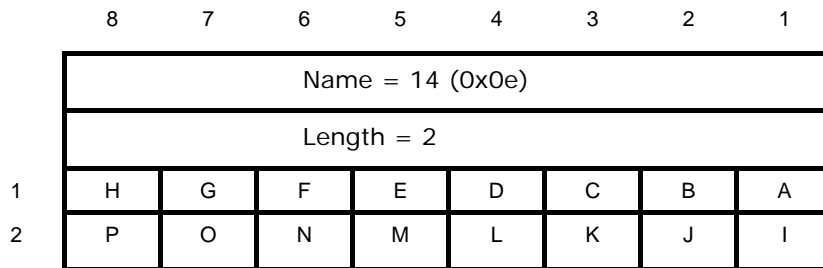 8 7 6 5 4 3 2 1
Name = 14 (0x0e)
Length = 2
1 H G F E D C B A
2 P O N M L K J I